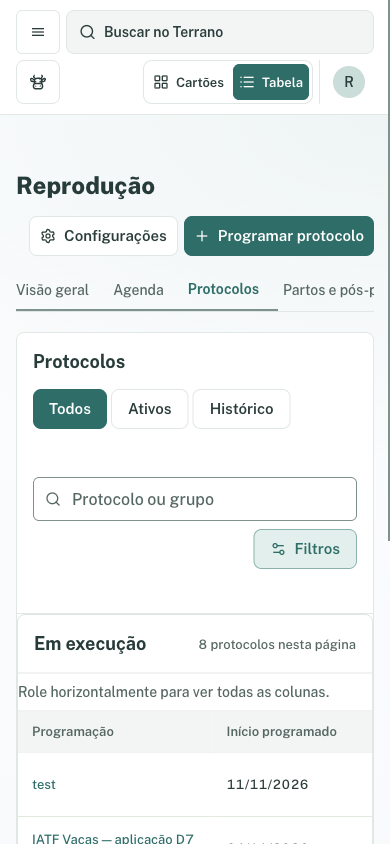 Buscar no Terrano
Cartões
Tabela
R
Reprodução
Configurações
Programar protocolo
Visão geral
Agenda
Protocolos
Partos e pós-p
Protocolos
Todos
Ativos
Histórico
Protocolo ou grupo
Filtros
Em execução
8 protocolos nesta página
Role horizontalmente para ver todas as colunas.
Programação
Início programado
test
11/11/2026
IATF Vacas — aplicação D7